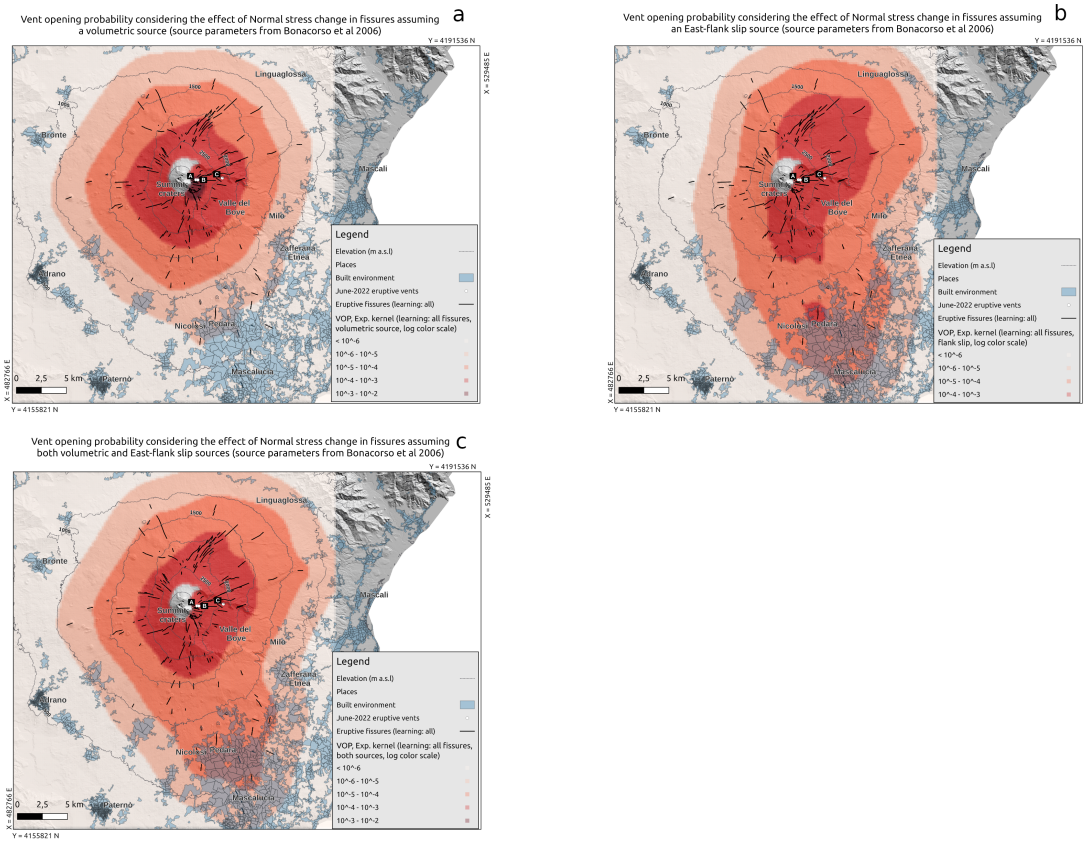 Vent opening probability considering the effect of Normal stress change in fissures assuming
a volumetric source (source parameters from Bonacorso et al 2006)
a
Y = 4191536 N
X = 529485 E
Linguaglossa
1500
1000
Bronte
Mascali
A
B
C
Summit
craters
Valle del
Bove
Milo
Zafferana
Etnea
Nicolosi
Pedara
Mascalucia
Paternò
0 2,5 5 km
X = 482766 E
Y = 4155821 N
Legend
Elevation (m a.s.l)
Places
Built environment
June-2022 eruptive vents
Eruptive fissures (learning: all)
VOP, Exp. kernel (learning: all fissures,
volumetric source, log color scale)
< 10^-6
10^-6 - 10^-5
10^-5 - 10^-4
10^-4 - 10^-3
10^-3 - 10^-2
Vent opening probability considering the effect of Normal stress change in fissures assuming
an East-flank slip source (source parameters from Bonacorso et al 2006)
b
Y = 4191536 N
X = 529485 E
Linguaglossa
1500
1000
Bronte
Mascali
A
B
C
Summit
craters
Valle del
Bove
Milo
Zafferana
Etnea
Nicolosi
Pedara
Mascalucia
Paternò
0 2,5 5 km
X = 482766 E
Y = 4155821 N
Legend
Elevation (m a.s.l)
Places
Built environment
June-2022 eruptive vents
Eruptive fissures (learning: all)
VOP, Exp. kernel (learning: all fissures,
flank slip, log color scale)
< 10^-6
10^-6 - 10^-5
10^-5 - 10^-4
10^-4 - 10^-3
Vent opening probability considering the effect of Normal stress change in fissures assuming
both volumetric and East-flank slip sources (source parameters from Bonacorso et al 2006)
c
Y = 4191536 N
X = 529485 E
Linguaglossa
1500
1000
Bronte
Mascali
A
B
C
Summit
craters
Valle del
Bove
Milo
Zafferana
Etnea
Nicolosi
Pedara
Mascalucia
Paternò
0 2,5 5 km
X = 482766 E
Y = 4155821 N
Legend
Elevation (m a.s.l)
Places
Built environment
June-2022 eruptive vents
Eruptive fissures (learning: all)
VOP, Exp. kernel (learning: all fissures,
both sources, log color scale)
< 10^-6
10^-6 - 10^-5
10^-5 - 10^-4
10^-4 - 10^-3
10^-3 - 10^-2